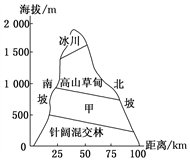 海拔/m
2 000
1 500
1 000
500
0
冰川
南坡
高山草甸
北坡
甲
针阔混交林
25
50
75
100
距离/km